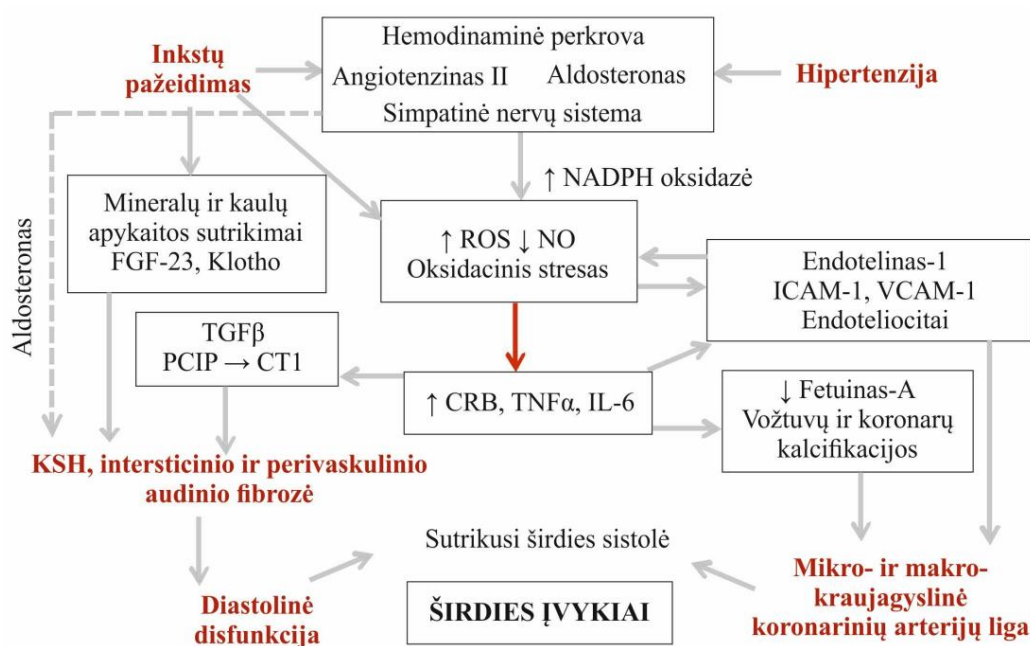 Hemodinaminė perkrova
Angiotenzinas II Aldosteronas
Simpatinė nervų sistema
Inkstų
pažeidimas
Hipertenzija
↑ NADPH oksidazė
Mineralų ir kaulų
apykaitos sutrikimai
FGF-23, Klotho
↑ ROS ↓ NO
Oksidacinis stresas
Endotelinas-1
ICAM-1, VCAM-1
Endoteliocitai
Aldosteronas
TGFβ
PCIP → CT1
↑ CRB, TNFα, IL-6
↓ Fetuinas-A
Vožtuvų ir koronarų
kalcifikacijos
KSH, intersticinio ir perivaskulinio
audinio fibrozė
Sutrikusi širdies sistolė
Diastolinė
disfunkcija
ŠIRDIES ĮVYKIAI
Mikro- ir makro-
kraujagyslinė
koronarinių arterijų liga